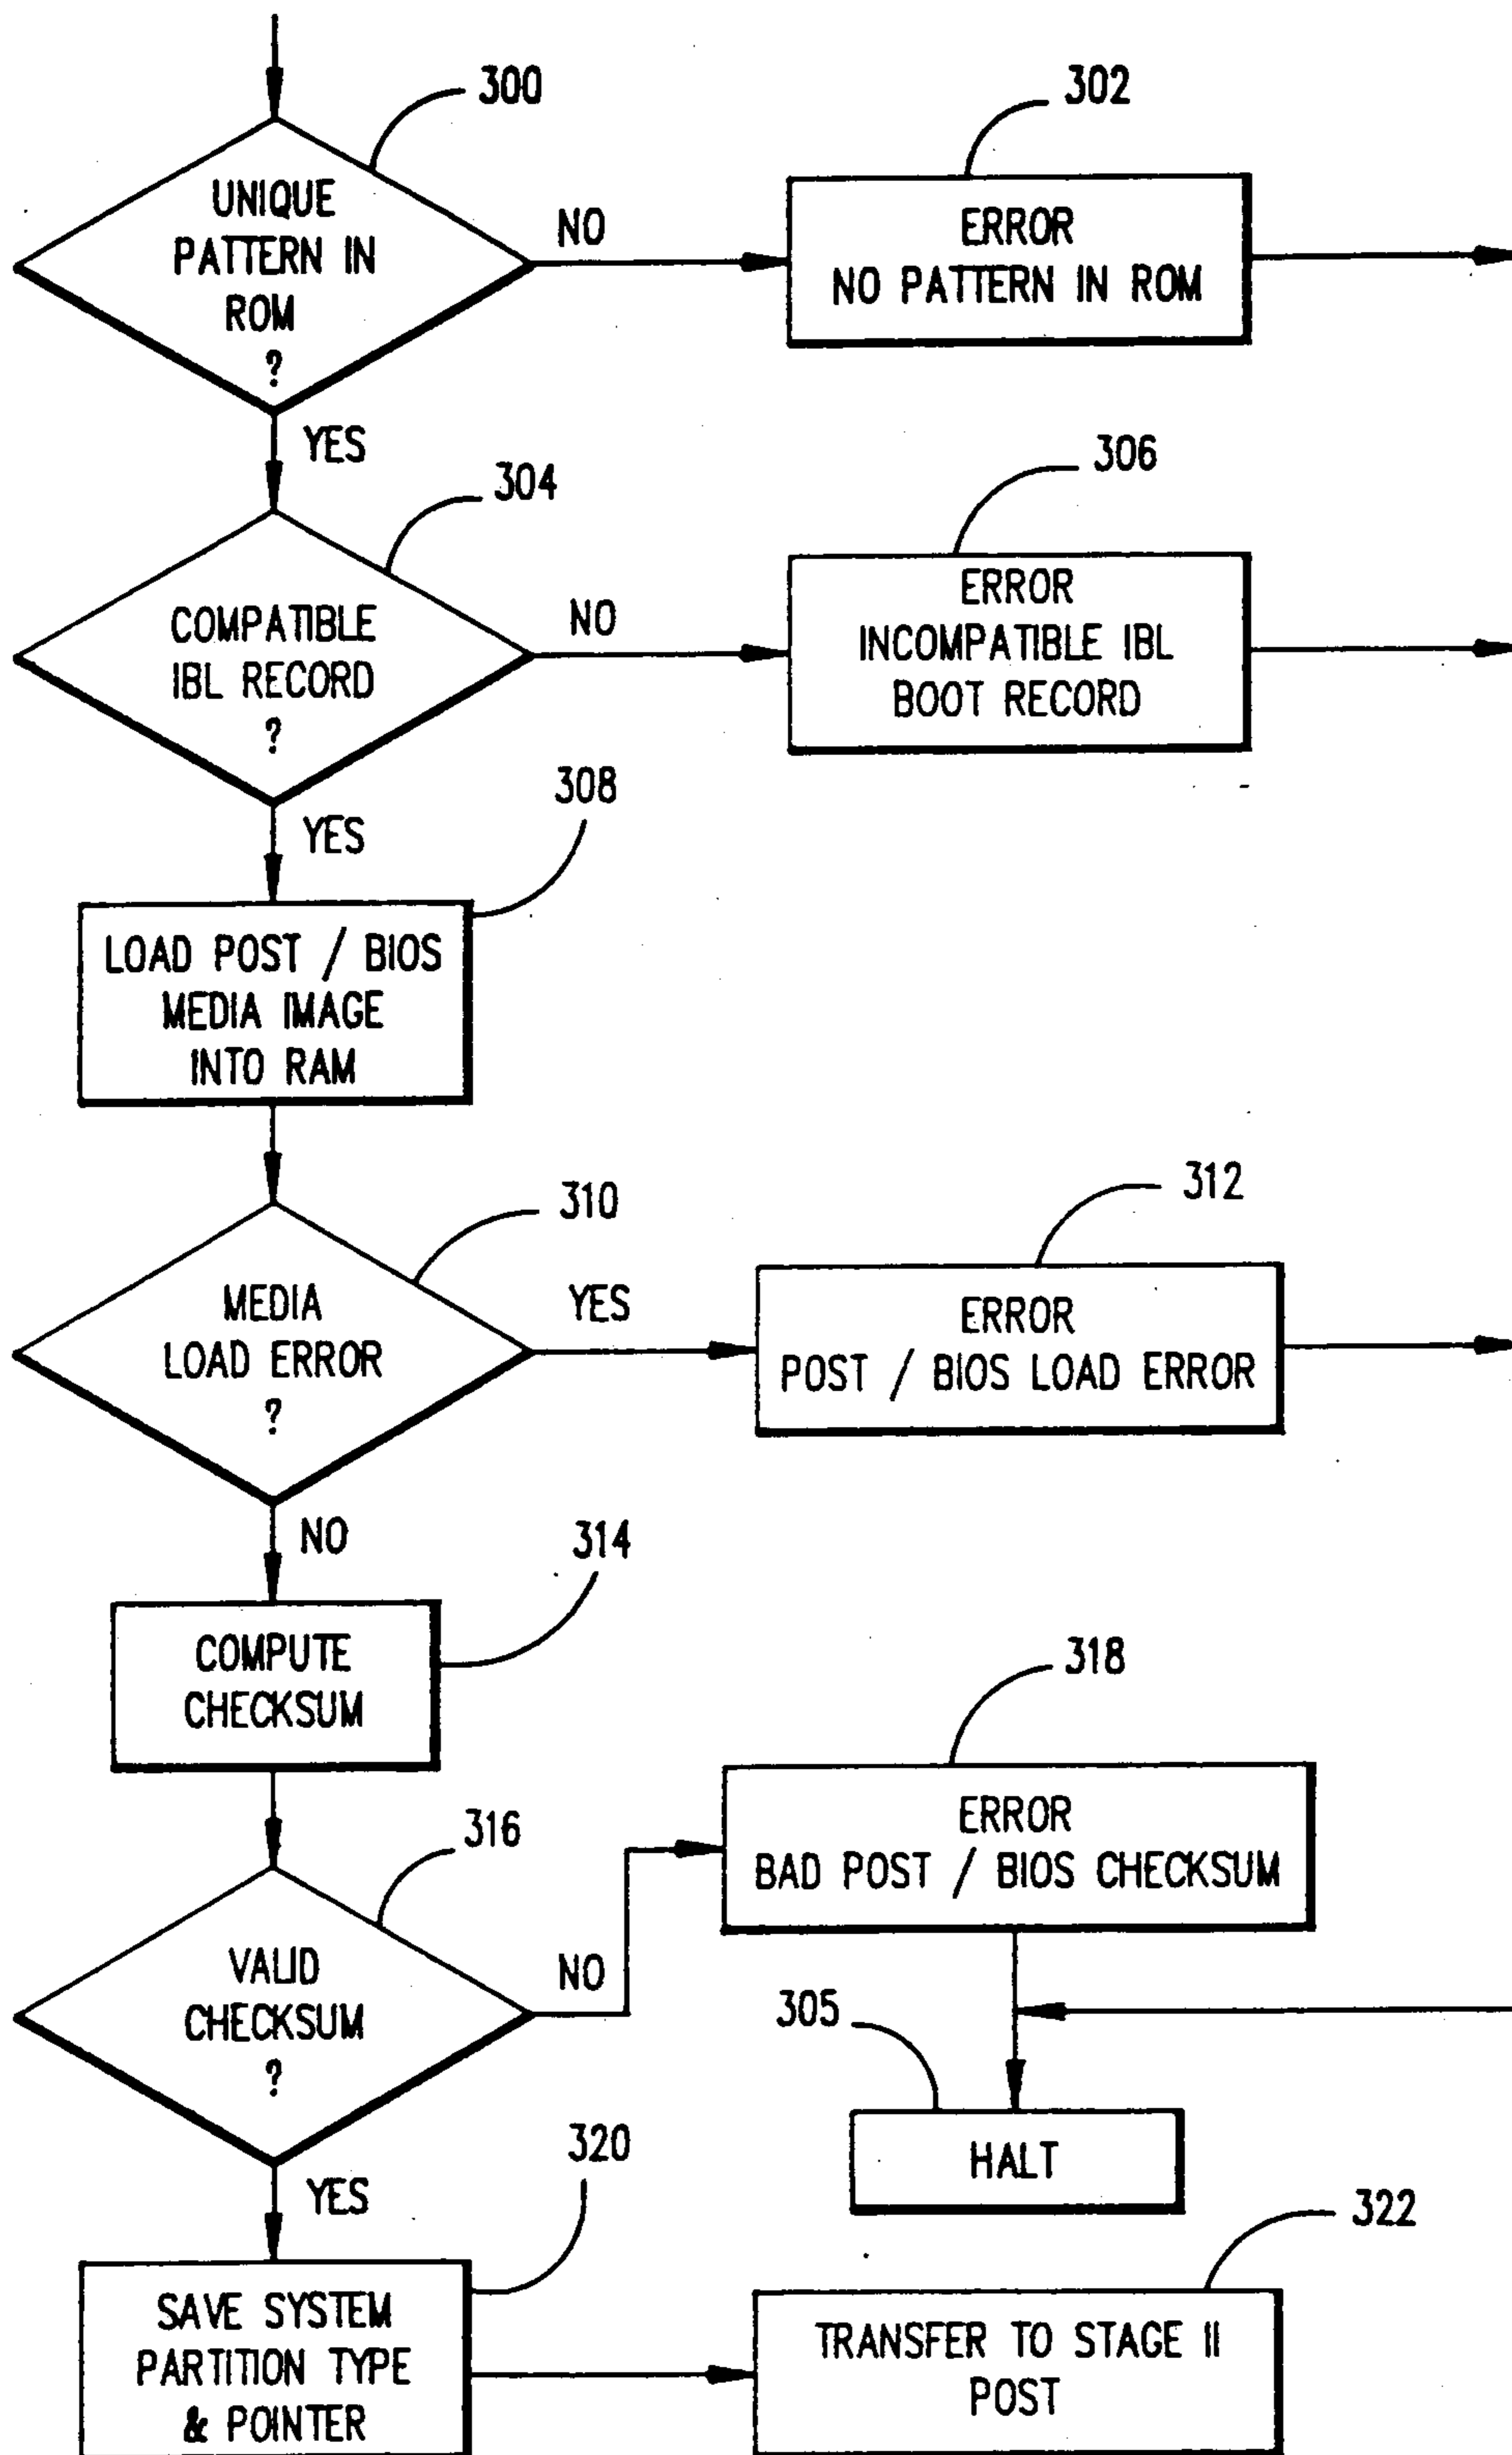 300
UNIQUE
PATTERN IN
ROM
?
NO
302
ERROR
NO PATTERN IN ROM
YES
304
COMPATIBLE
IBL RECORD
?
NO
306
ERROR
INCOMPATIBLE IBL
BOOT RECORD
YES
308
LOAD POST / BIOS
MEDIA IMAGE
INTO RAM
310
MEDIA
LOAD ERROR
?
YES
312
ERROR
POST / BIOS LOAD ERROR
NO
314
COMPUTE
CHECKSUM
316
VALID
CHECKSUM
?
NO
318
ERROR
BAD POST / BIOS CHECKSUM
305
HALT
YES
320
SAVE SYSTEM
PARTITION TYPE
& POINTER
322
TRANSFER TO STAGE II
POST